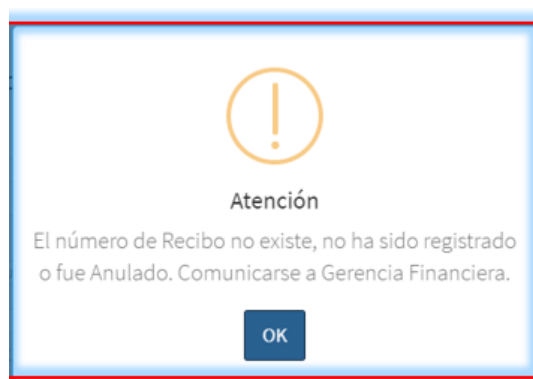 Atención
El número de Recibo no existe, no ha sido registrado
o fue Anulado. Comunicarse a Gerencia Financiera.
OK